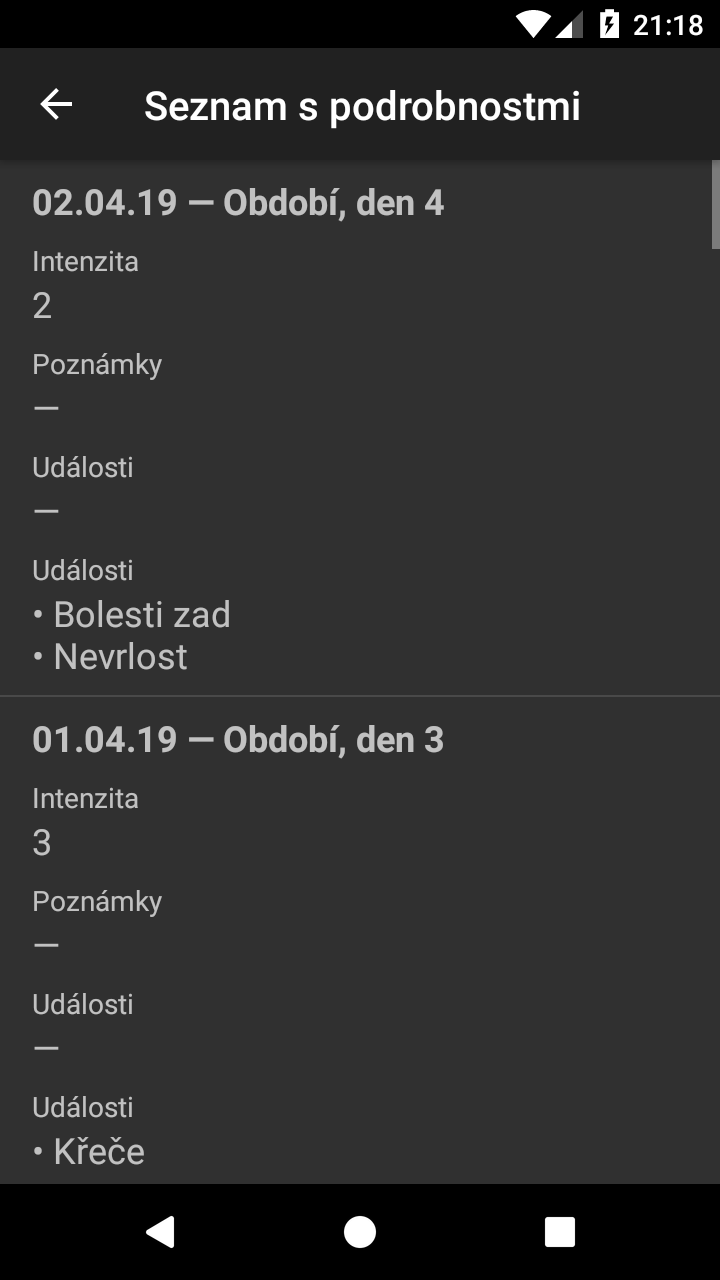 21:18
Seznam s podrobnostmi
02.04.19 — Období, den 4
Intenzita
2
Poznámky
—
Události
—
Události
• Bolesti zad
• Nevrlost
01.04.19 — Období, den 3
Intenzita
3
Poznámky
—
Události
—
Události
• Křeče